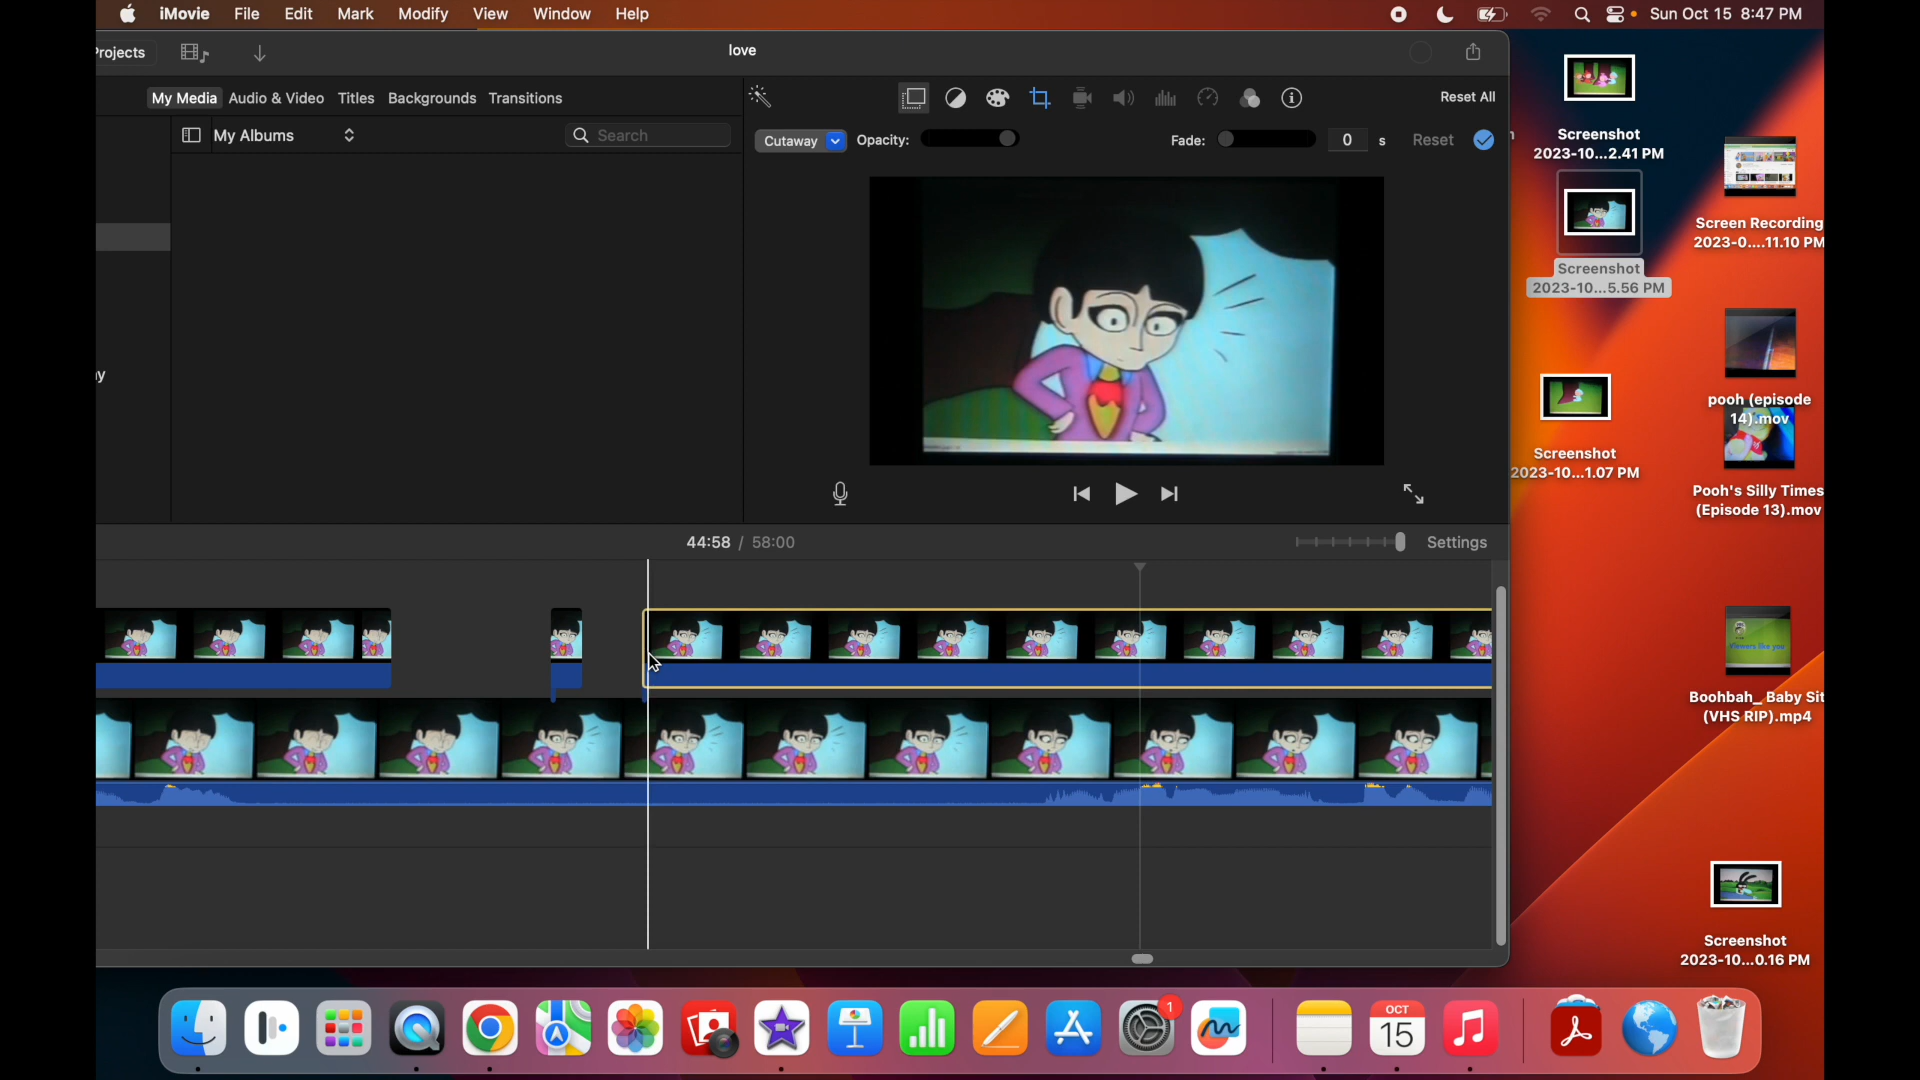 iMovie File Edit Mark Modify View Window Help Sun Oct 15 8:47 PM
Projects love
My Media Audio & Video Titles Backgrounds Transitions Reset All
My Albums Search Cutaway Opacity: Fade: 0 s Reset
44:58 / 58:00 Settings
Screenshot
2023-10...2.41 PM
Screen Recording
2023-0....11.10 PM
Screenshot
2023-10...5.56 PM
pooh (episode
14).mov
Screenshot
2023-10...1.07 PM
Pooh's Silly Times
(Episode 13).mov
Viewers like you
Boohbah_ Baby Sit
(VHS RIP).mp4
Screenshot
2023-10...0.16 PM
1
OCT
15